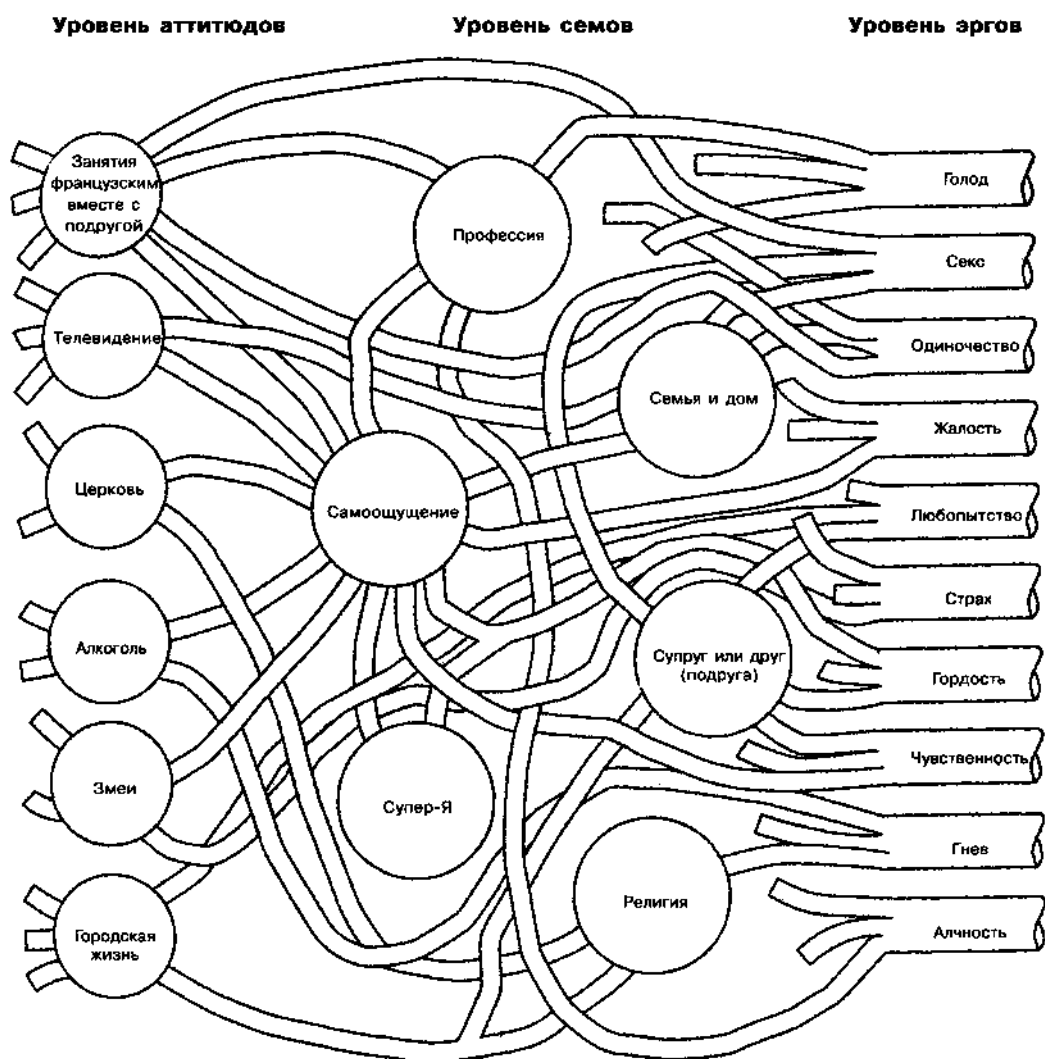 Уровень аттитюдов
Уровень семов
Уровень эргов
Занятия
французским
вместе с
подругой
Телевидение
Церковь
Алкоголь
Змеи
Городская
жизнь
Профессия
Семья и дом
Самоощущение
Супруг или друг
(подруга)
Супер-Я
Религия
Голод
Секс
Одиночество
Жалость
Любопытство
Страх
Гордость
Чувственность
Гнев
Алчность